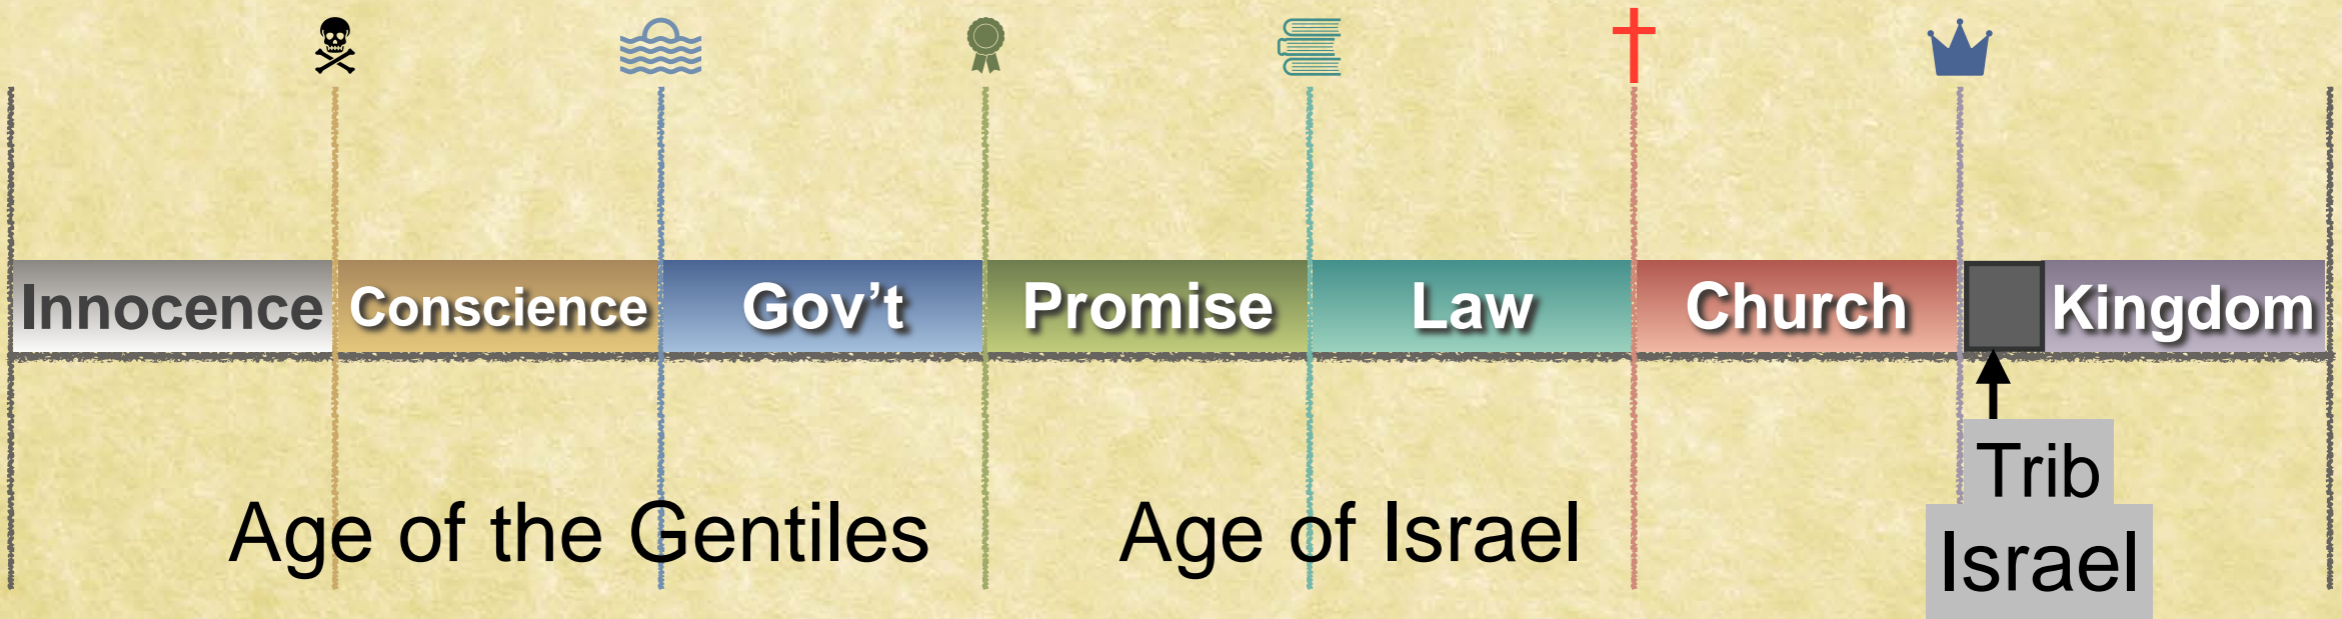 Innocence Conscience Gov’t Promise Law Church Kingdom
Trib
Age of the Gentiles Age of Israel Israel